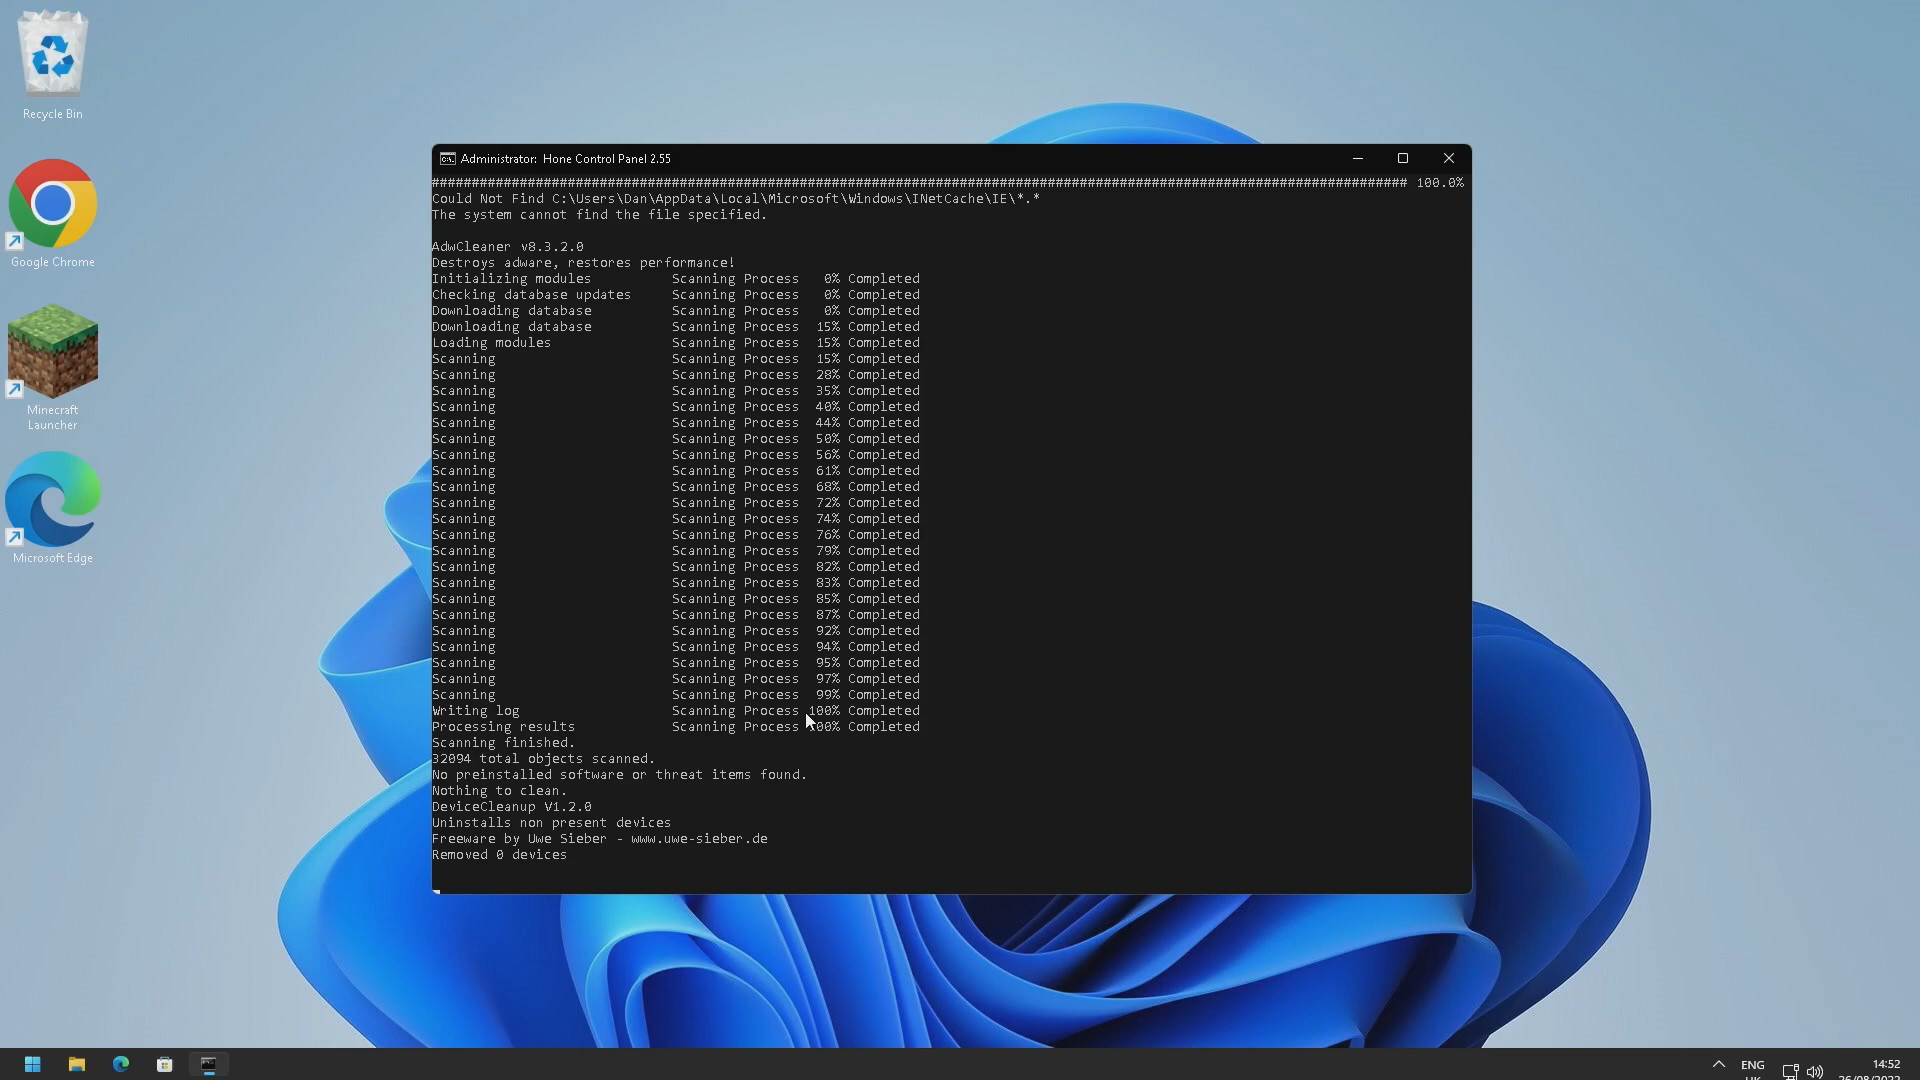 Recycle Bin
Google Chrome
Minecraft
Launcher
Microsoft Edge
Administrator: Hone Control Panel 2.55
########################################################################################################################## 100.0%
Could Not Find C:\Users\Dan\AppData\Local\Microsoft\Windows\INetCache\IE\*.*
The system cannot find the file specified.
AdwCleaner v8.3.2.0
Destroys adware, restores performance!
Initializing modules Scanning Process 0% Completed
Checking database updates Scanning Process 0% Completed
Downloading database Scanning Process 0% Completed
Downloading database Scanning Process 15% Completed
Loading modules Scanning Process 15% Completed
Scanning Scanning Process 15% Completed
Scanning Scanning Process 28% Completed
Scanning Scanning Process 35% Completed
Scanning Scanning Process 40% Completed
Scanning Scanning Process 44% Completed
Scanning Scanning Process 50% Completed
Scanning Scanning Process 56% Completed
Scanning Scanning Process 61% Completed
Scanning Scanning Process 68% Completed
Scanning Scanning Process 72% Completed
Scanning Scanning Process 74% Completed
Scanning Scanning Process 76% Completed
Scanning Scanning Process 79% Completed
Scanning Scanning Process 82% Completed
Scanning Scanning Process 83% Completed
Scanning Scanning Process 85% Completed
Scanning Scanning Process 87% Completed
Scanning Scanning Process 92% Completed
Scanning Scanning Process 94% Completed
Scanning Scanning Process 95% Completed
Scanning Scanning Process 97% Completed
Scanning Scanning Process 99% Completed
Writing log Scanning Process 100% Completed
Processing results Scanning Process 100% Completed
Scanning finished.
32094 total objects scanned.
No preinstalled software or threat items found.
Nothing to clean.
DeviceCleanup V1.2.0
Uninstalls non present devices
Freeware by Uwe Sieber - www.uwe-sieber.de
Removed 0 devices
ENG
14:52